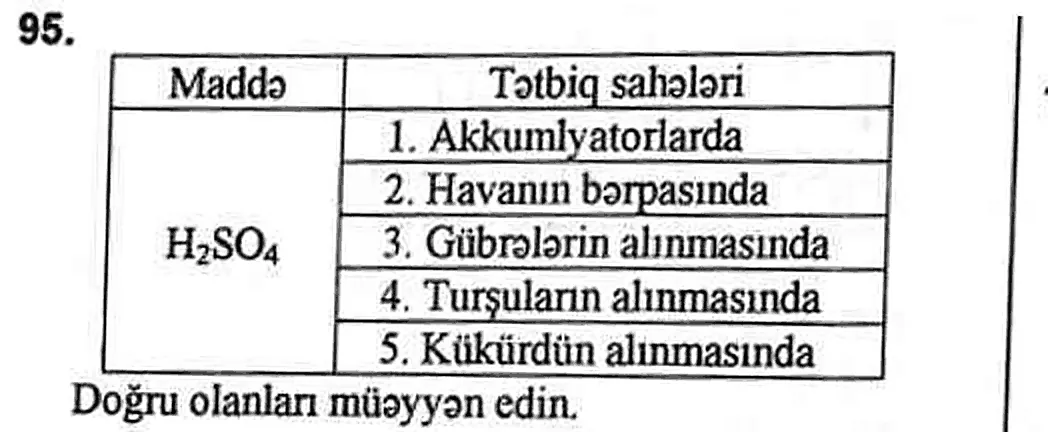 95.
Maddə Tətbiq sahələri
1. Akkumlyatorlarda
2. Havanın bərpasında
H₂SO₄ 3. Gübrələrin alınmasında
4. Turşuların alınmasında
5. Kükürdün alınmasında
Doğru olanları müəyyən edin.